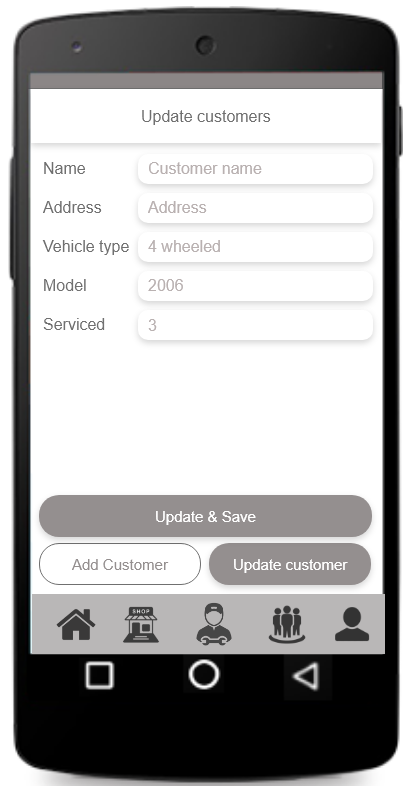 Update customers
Name Customer name
Address Address
Vehicle type 4 wheeled
Model 2006
Serviced 3
Update & Save
Add Customer Update customer
SHOP